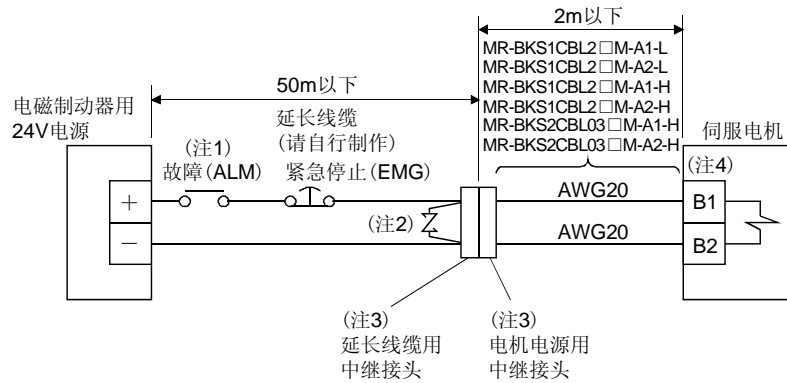 2m以下
MR-BKS1CBL2□M-A1-L
MR-BKS1CBL2□M-A2-L
MR-BKS1CBL2□M-A1-H
MR-BKS1CBL2□M-A2-H
MR-BKS2CBL03□M-A1-H
MR-BKS2CBL03□M-A2-H
50m以下
电磁制动器用
24V电源
延长线缆
(请自行制作)
伺服电机
(注1)
故障(ALM)
紧急停止(EMG)
(注4)
+
AWG20
B1
(注2)
−
AWG20
B2
(注3)
延长线缆用
中继接头
(注3)
电机电源用
中继接头